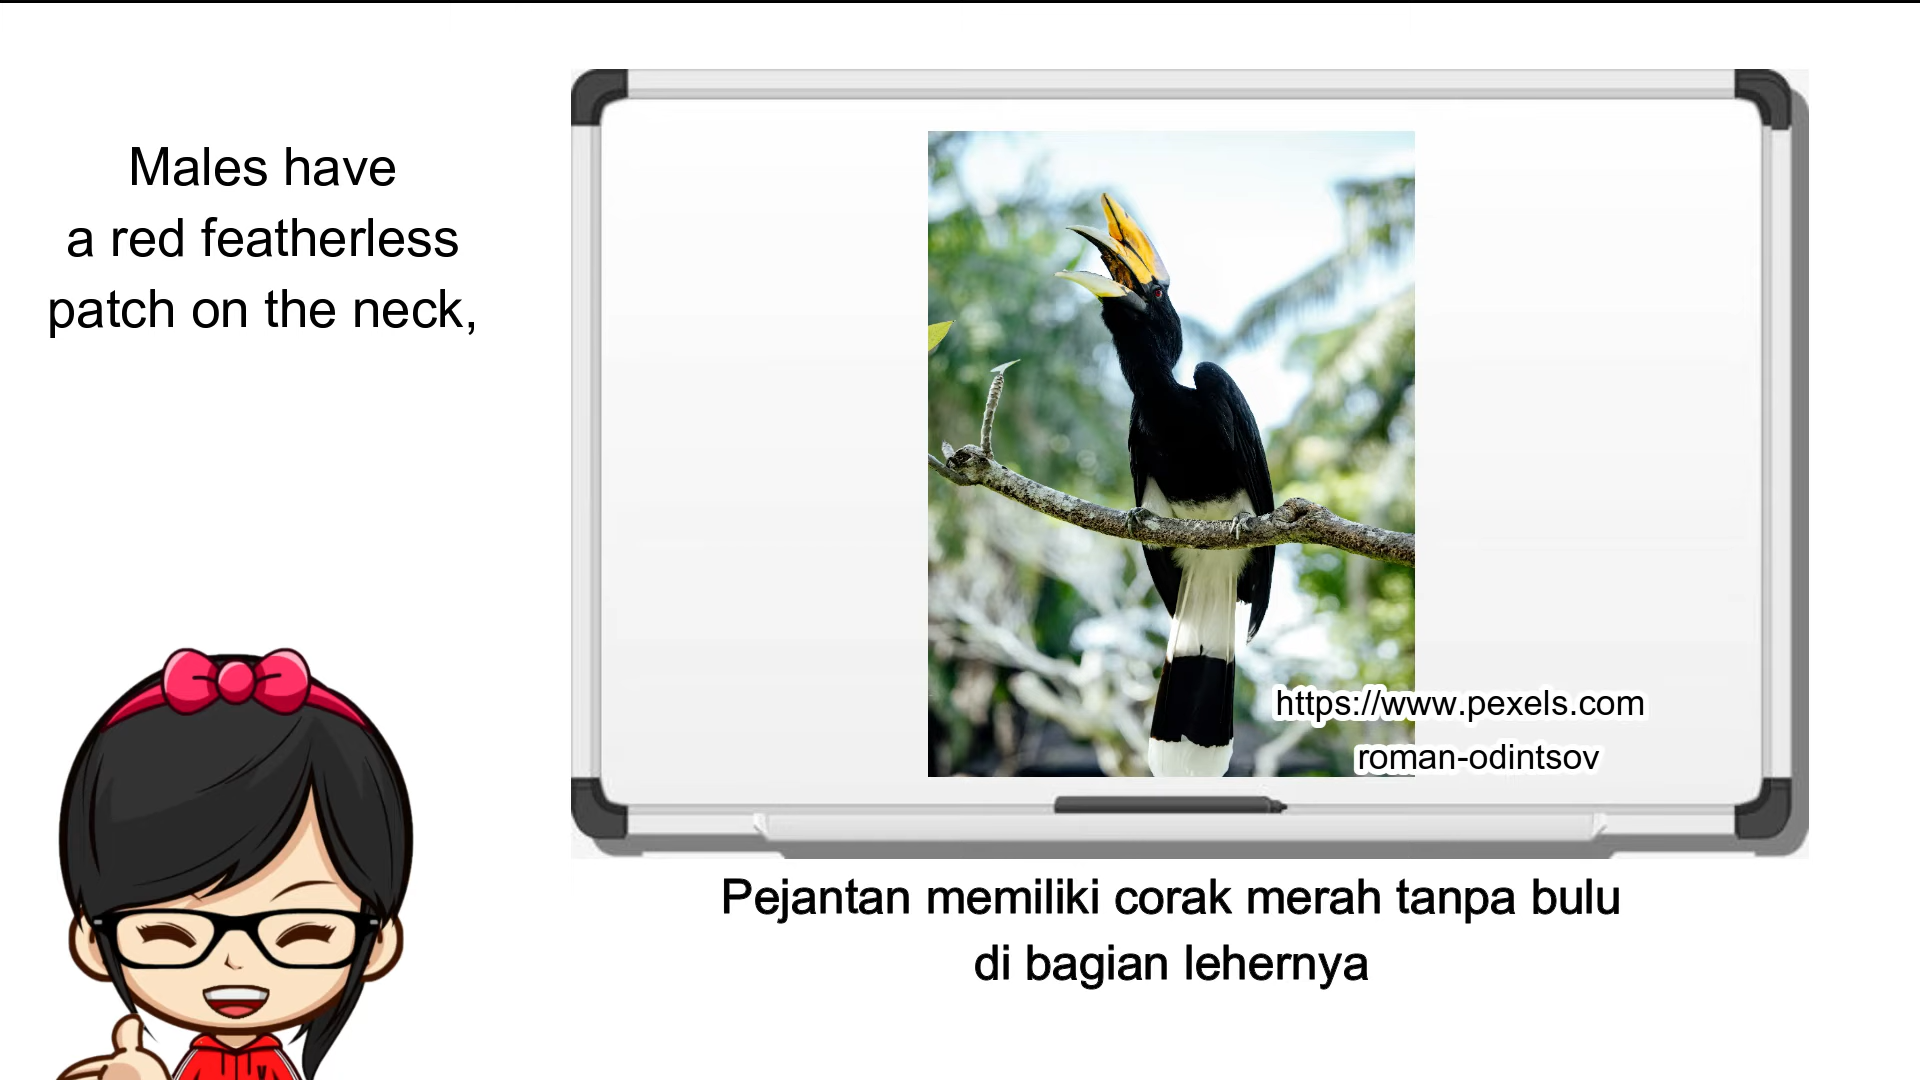 Males have
a red featherless
patch on the neck,
https://www.pexels.com
roman-odintsov
Pejantan memiliki corak merah tanpa bulu
di bagian lehernya